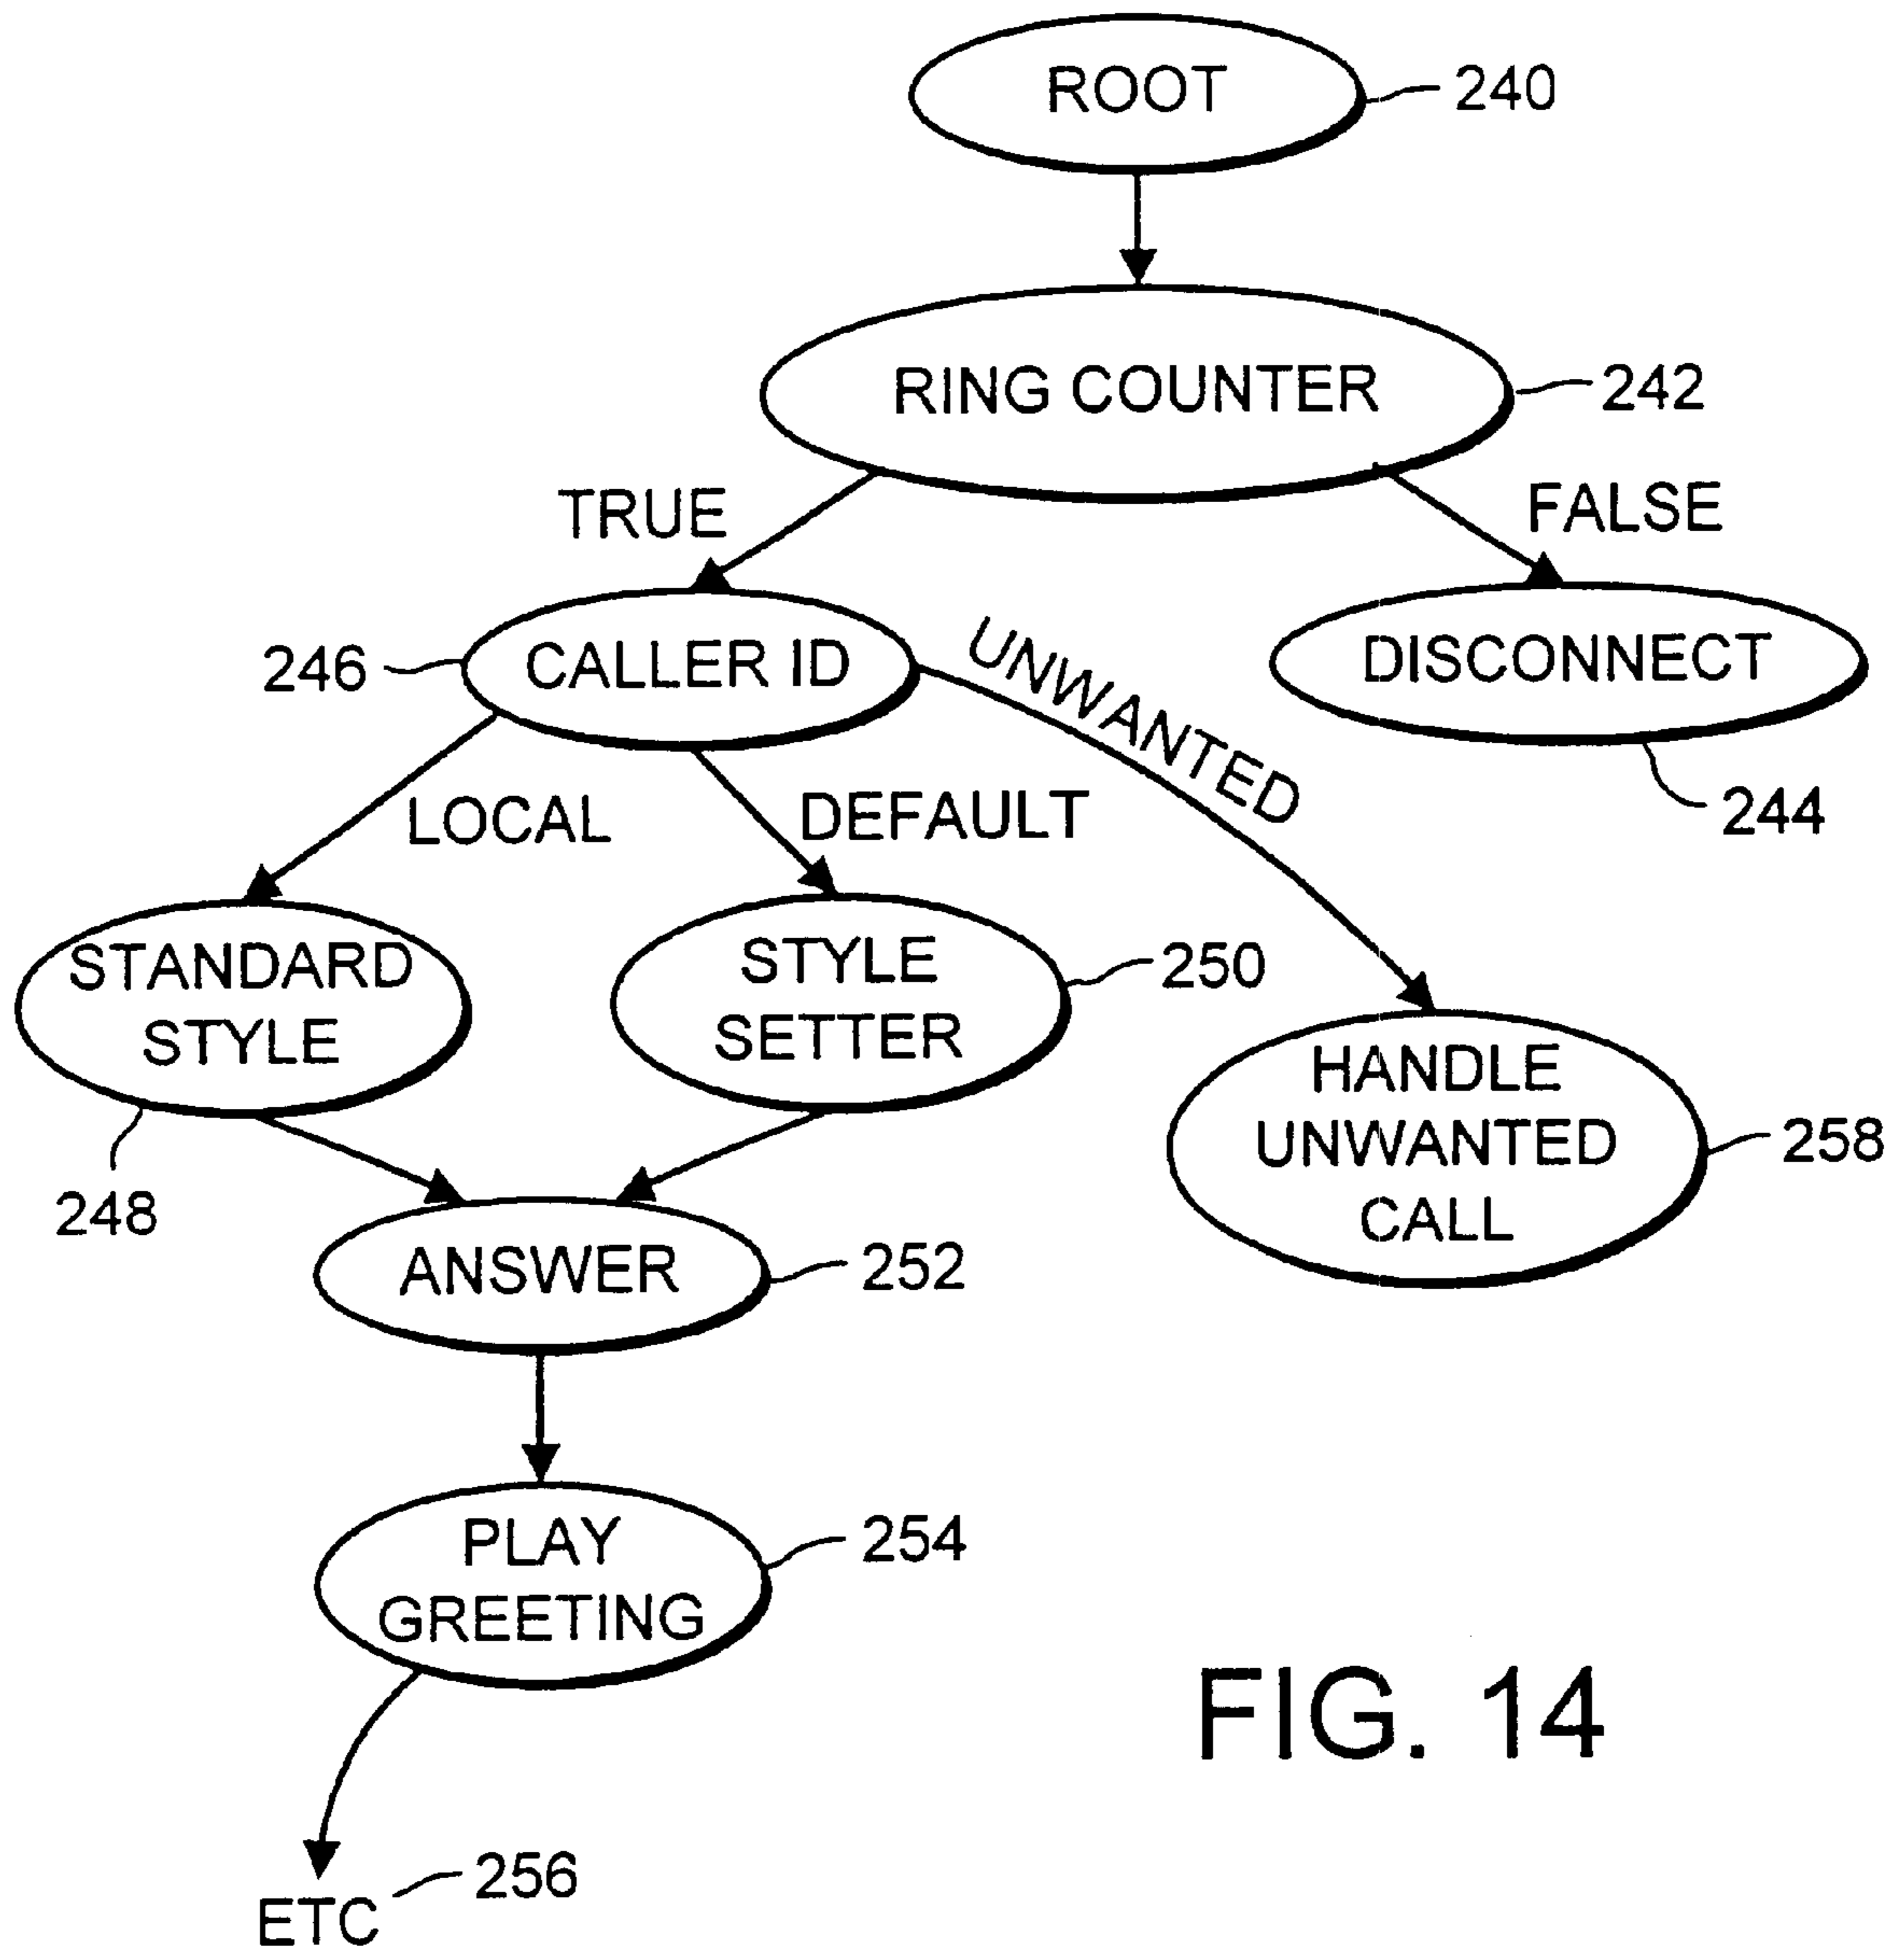 ROOT
240
RING COUNTER
242
TRUE
FALSE
CALLER ID
246
UNWANTED
DISCONNECT
244
LOCAL
DEFAULT
STANDARD
STYLE
248
STYLE
SETTER
250
HANDLE
UNWANTED
CALL
258
ANSWER
252
PLAY
GREETING
254
ETC
256
FIG. 14